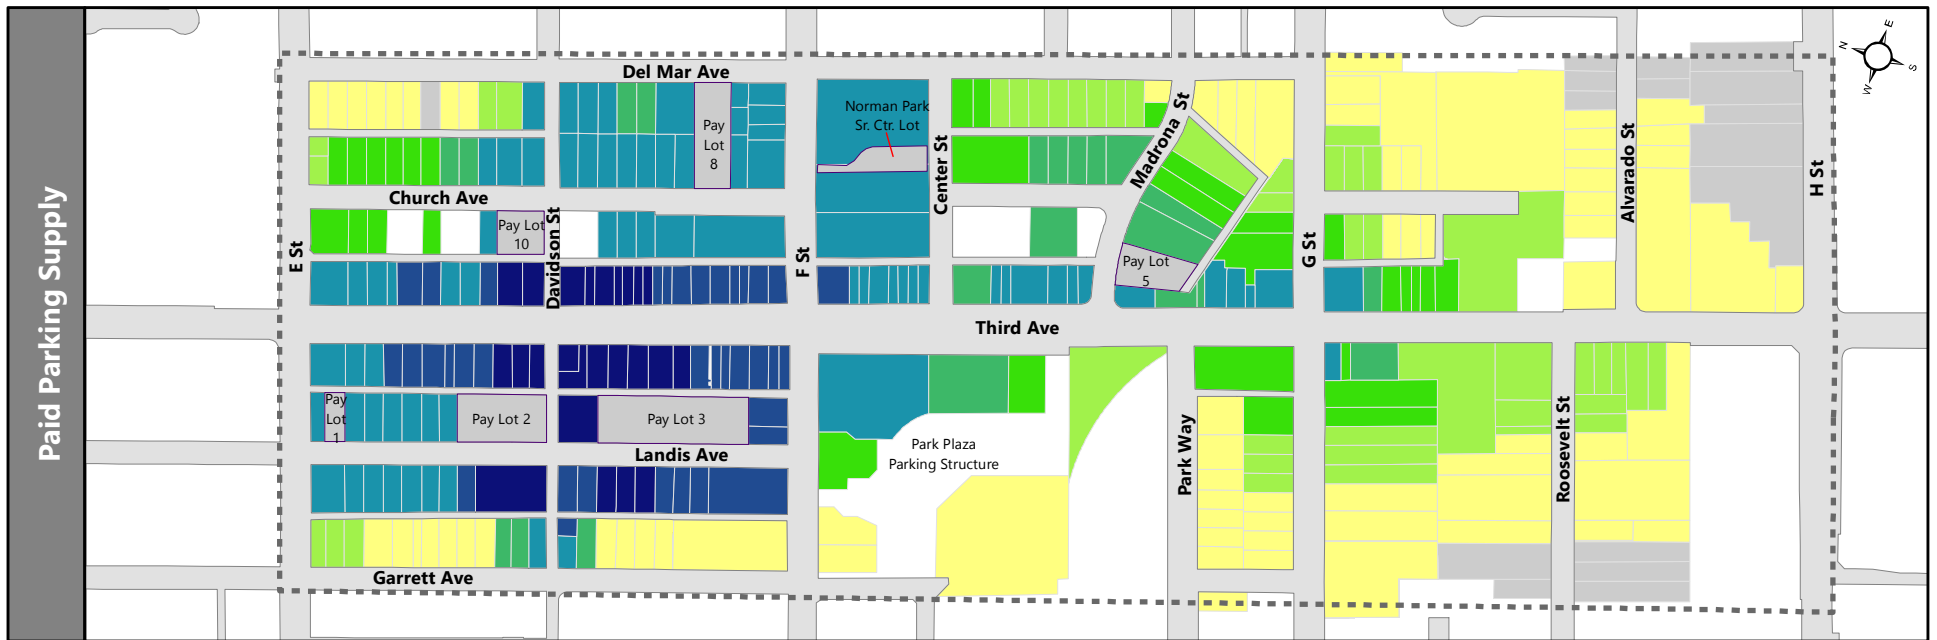 Paid Parking Supply
Del Mar Ave
N
E
W
S
Pay
Lot
8
Norman Park
Sr. Ctr. Lot
Center St
Madrona St
Alvarado St
H St
Church Ave
Pay Lot
10
Davidson St
E St
F St
G St
Pay Lot
5
Third Ave
Pay
Lot
1
Pay Lot 2
Pay Lot 3
Landis Ave
Park Plaza
Parking Structure
Park Way
Roosevelt St
Garrett Ave